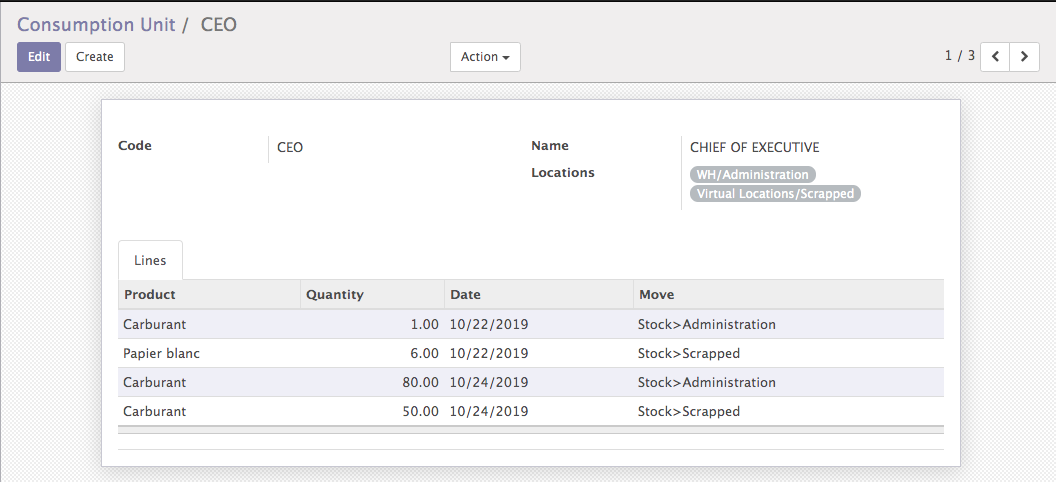 Consumption Unit / CEO
Edit Create Action 1 / 3
Code CEO Name CHIEF OF EXECUTIVE
Locations WH/Administration
Virtual Locations/Scrapped
Lines
Product Quantity Date Move
Carburant 1.00 10/22/2019 Stock>Administration
Papier blanc 6.00 10/22/2019 Stock>Scrapped
Carburant 80.00 10/24/2019 Stock>Administration
Carburant 50.00 10/24/2019 Stock>Scrapped